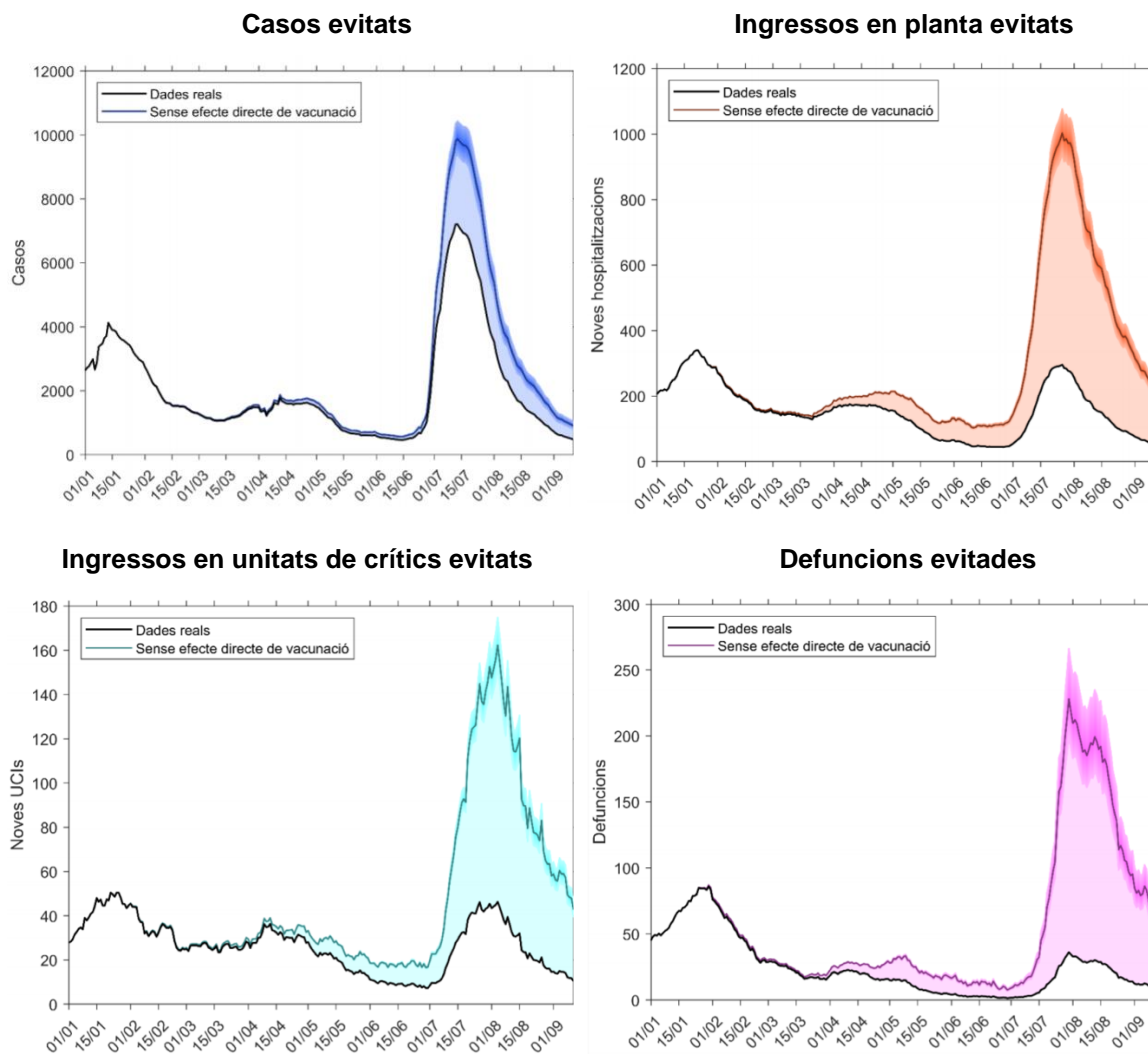 Casos evitats
12000
10000
8000
6000
4000
2000
0
Casos
Dades reals
Sense efecte directe de vacunació
01/01 15/01 01/02 15/02 01/03 15/03 01/04 15/04 01/05 15/05 01/06 15/06 01/07 15/07 01/08 15/08 01/09
Ingressos en planta evitats
1200
1000
800
600
400
200
0
Noves hospitalitzacions
Dades reals
Sense efecte directe de vacunació
01/01 15/01 01/02 15/02 01/03 15/03 01/04 15/04 01/05 15/05 01/06 15/06 01/07 15/07 01/08 15/08 01/09
Ingressos en unitats de crítics evitats
180
160
140
120
100
80
60
40
20
0
Noves UCIs
Dades reals
Sense efecte directe de vacunació
01/01 15/01 01/02 15/02 01/03 15/03 01/04 15/04 01/05 15/05 01/06 15/06 01/07 15/07 01/08 15/08 01/09
Defuncions evitades
300
250
200
150
100
50
0
Defuncions
Dades reals
Sense efecte directe de vacunació
01/01 15/01 01/02 15/02 01/03 15/03 01/04 15/04 01/05 15/05 01/06 15/06 01/07 15/07 01/08 15/08 01/09